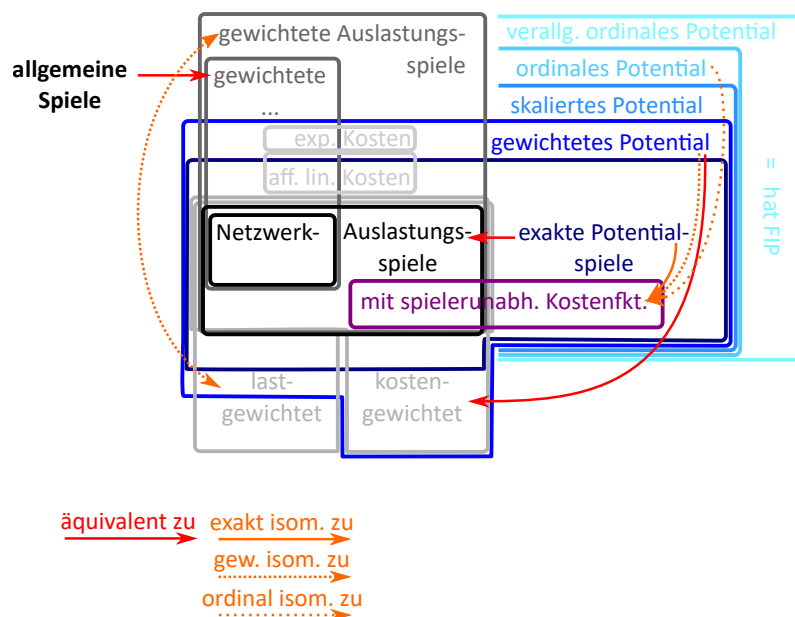 verallg. ordinales Potential
gewichtete Auslastungs-
spiele
ordinales Potential
allgemeine
Spiele
gewichtete
...
skaliertes Potential
exp. Kosten
gewichtetes Potential
aff. lin. Kosten
= hat FIP
Netzwerk-
Auslastungs-
spiele
exakte Potential-
spiele
mit spielerunabh. Kostenfkt.
last-
gewichtet
kosten-
gewichtet
äquivalent zu
exakt isom. zu
gew. isom. zu
ordinal isom. zu